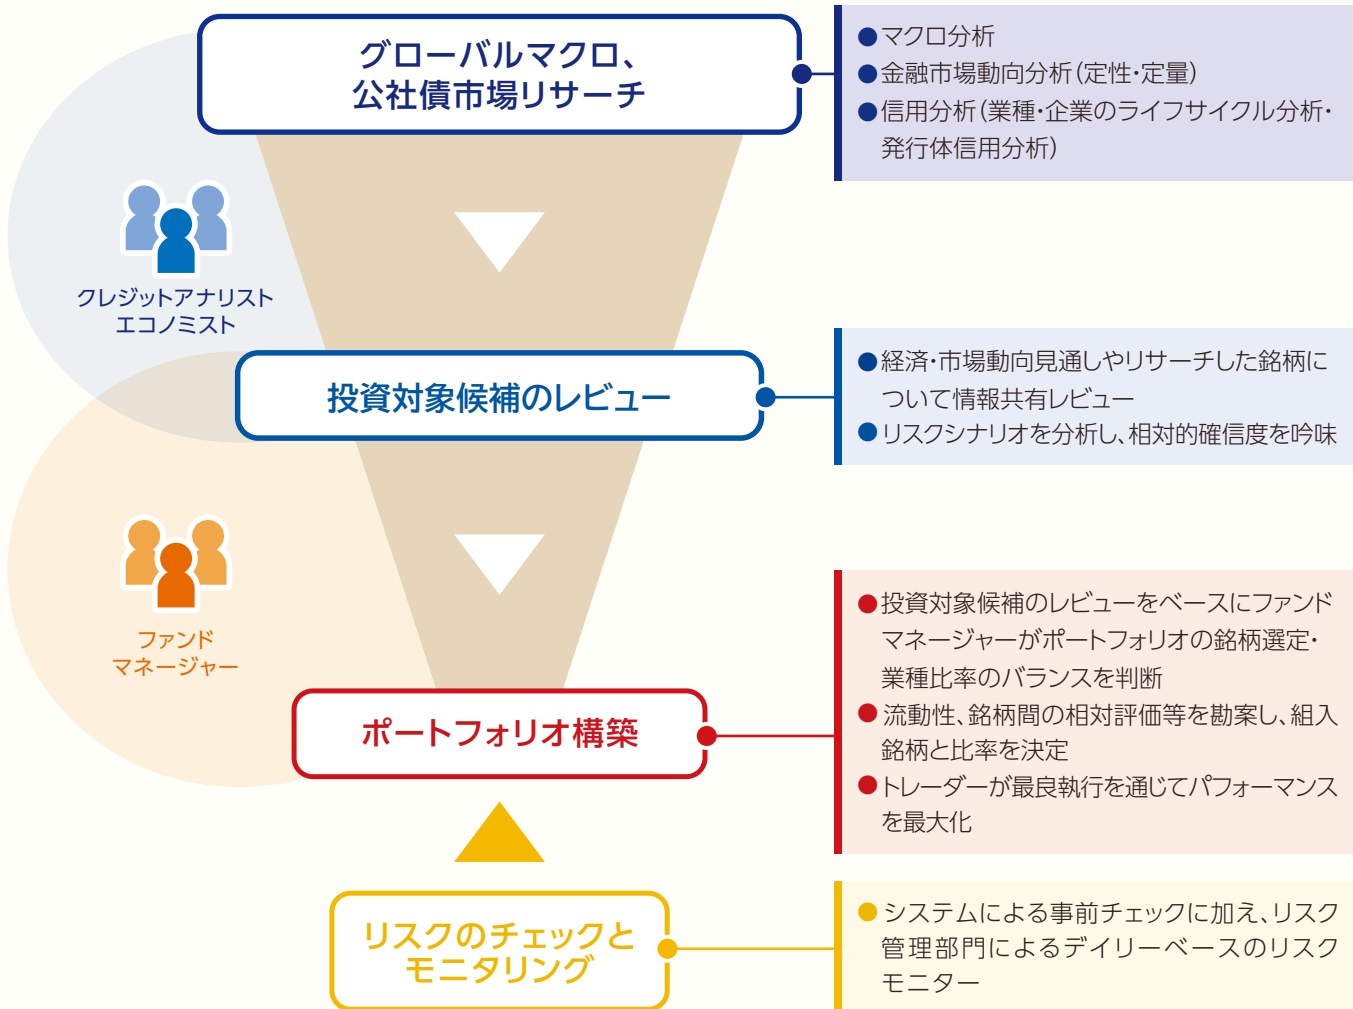 グローバルマクロ、
公社債市場リサーチ
●マクロ分析
●金融市場動向分析(定性・定量)
●信用分析(業種・企業のライフサイクル分析・
発行体信用分析)
クレジットアナリスト
エコノミスト
投資対象候補のレビュー
●経済・市場動向見通しやリサーチした銘柄に
ついて情報共有レビュー
●リスクシナリオを分析し、相対的確信度を吟味
ファンド
マネージャー
ポートフォリオ構築
●投資対象候補のレビューをベースにファンド
マネージャーがポートフォリオの銘柄選定・
業種比率のバランスを判断
●流動性、銘柄間の相対評価等を勘案し、組入
銘柄と比率を決定
●トレーダーが最良執行を通じてパフォーマンス
を最大化
リスクのチェックと
モニタリング
●システムによる事前チェックに加え、リスク
管理部門によるデイリーベースのリスク
モニター